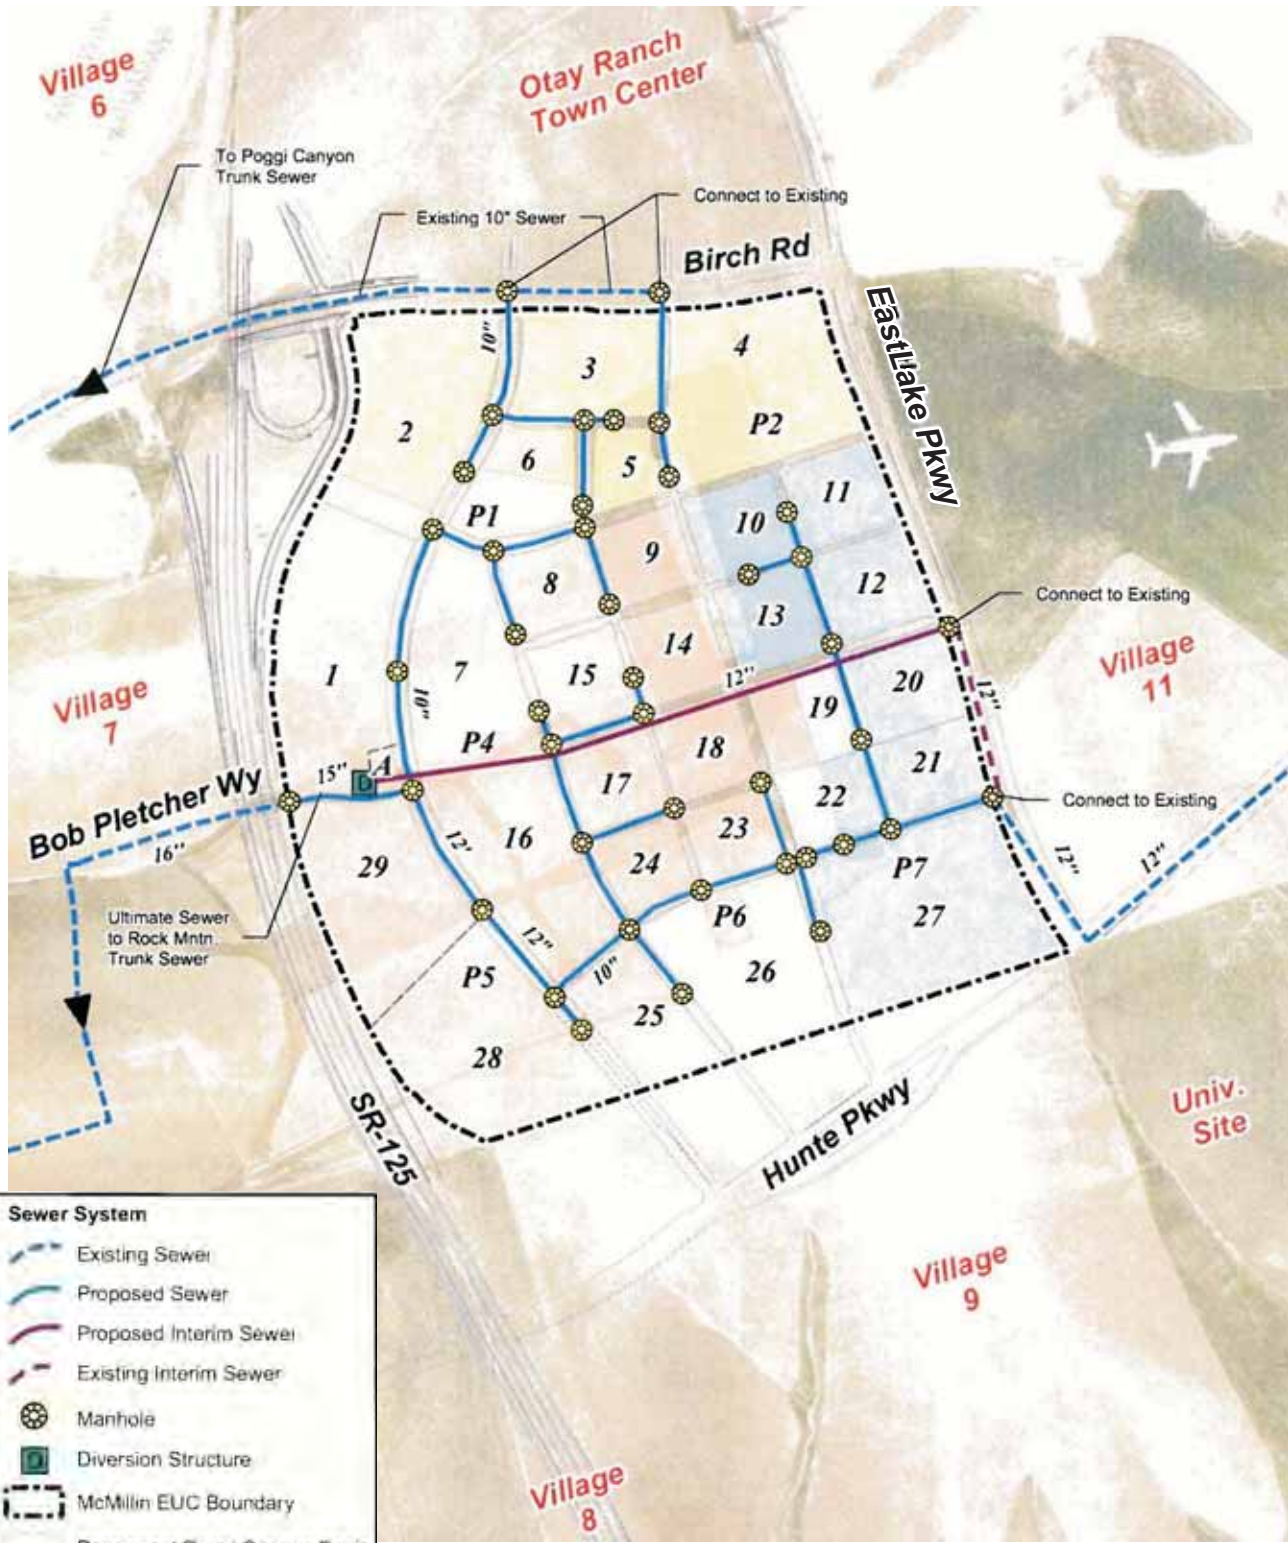 Village
6
Otay Ranch
Town Center
To Poggi Canyon
Trunk Sewer
Existing 10" Sewer
Connect to Existing
Birch Rd
EastLake Pkwy
10"
3
4
2
6
5
P2
P1
11
10
9
8
12
13
14
Connect to Existing
Village
11
Village
7
1
7
10"
15
12"
19
20
12"
P4
18
A
15"
D
17
21
22
Connect to Existing
Bob Pletcher Wy
16"
12'
16
23
24
29
P7
12"
12"
Ultimate Sewer
to Rock Mntn.
Trunk Sewer
P6
27
12"
P5
10"
26
25
28
SR-125
Hunte Pkwy
Univ.
Site
Village
9
Village
8
Sewer System
Existing Sewer
Proposed Sewer
Proposed Interim Sewer
Existing Interim Sewer
Manhole
D
Diversion Structure
McMillin EUC Boundary